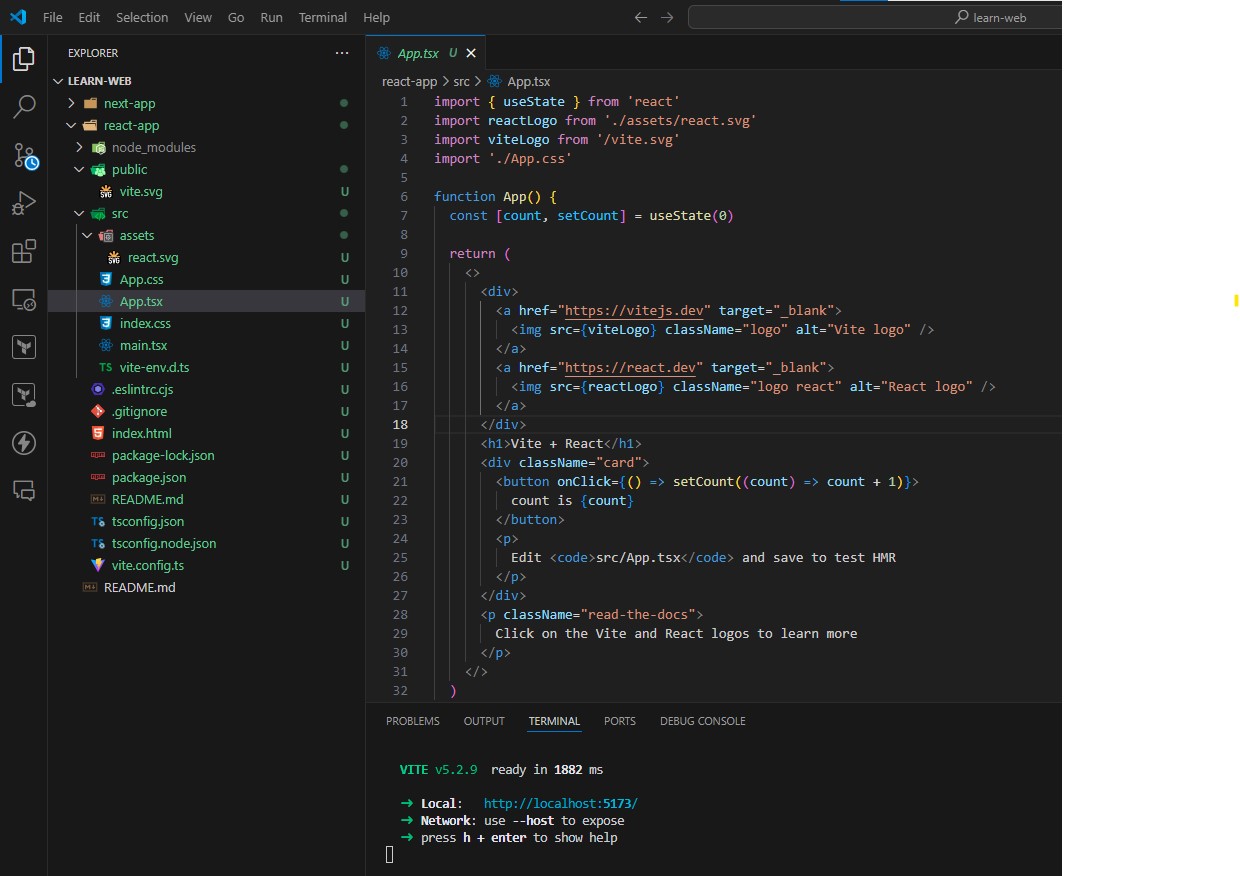 File Edit Selection View Go Run Terminal Help
learn-web
EXPLORER
LEARN-WEB
next-app
react-app
node_modules
public
vite.svg U
src
assets
react.svg U
App.css U
App.tsx U
index.css U
main.tsx U
TS vite-env.d.ts U
.eslintrc.cjs U
.gitignore U
index.html U
package-lock.json U
package.json U
README.md U
tsconfig.json U
tsconfig.node.json U
vite.config.ts U
README.md
App.tsx U
react-app > src > App.tsx
1 import { useState } from 'react'
2 import reactLogo from './assets/react.svg'
3 import viteLogo from '/vite.svg'
4 import './App.css'
5
6 function App() {
7 const [count, setCount] = useState(0)
8
9 return (
10 <>
11 <div>
12 <a href="https://vitejs.dev" target="_blank">
13 <img src={viteLogo} className="logo" alt="Vite logo" />
14 </a>
15 <a href="https://react.dev" target="_blank">
16 <img src={reactLogo} className="logo react" alt="React logo" />
17 </a>
18 </div>
19 <h1>Vite + React</h1>
20 <div className="card">
21 <button onClick={() => setCount((count) => count + 1)}>
22 count is {count}
23 </button>
24 <p>
25 Edit <code>src/App.tsx</code> and save to test HMR
26 </p>
27 </div>
28 <p className="read-the-docs">
29 Click on the Vite and React logos to learn more
30 </p>
31 </>
32 )
PROBLEMS OUTPUT TERMINAL PORTS DEBUG CONSOLE
VITE v5.2.9 ready in 1882 ms
➜ Local: http://localhost:5173/
➜ Network: use --host to expose
➜ press h + enter to show help